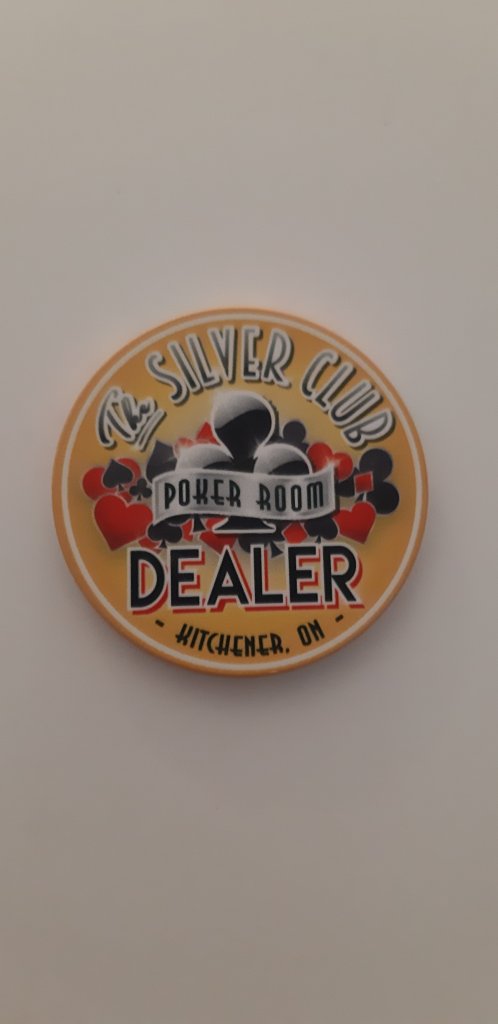 The SILVER CLUB
POKER ROOM
DEALER
- KITCHENER, ON -